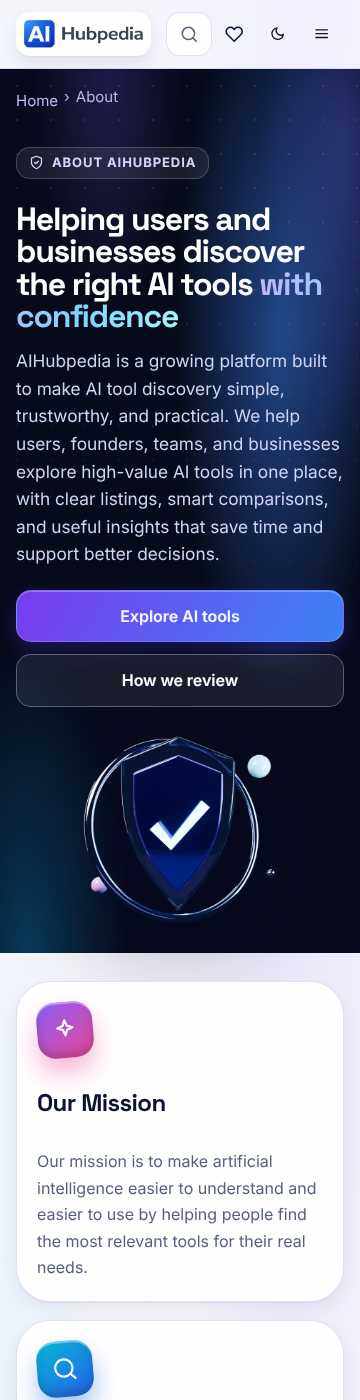 AI Hubpedia
Home › About
ABOUT AIHUBPEDIA
Helping users and
businesses discover
the right AI tools with
confidence
AIHubpedia is a growing platform built
to make AI tool discovery simple,
trustworthy, and practical. We help
users, founders, teams, and businesses
explore high-value AI tools in one place,
with clear listings, smart comparisons,
and useful insights that save time and
support better decisions.
Explore AI tools
How we review
Our Mission
Our mission is to make artificial
intelligence easier to understand and
easier to use by helping people find
the most relevant tools for their real
needs.